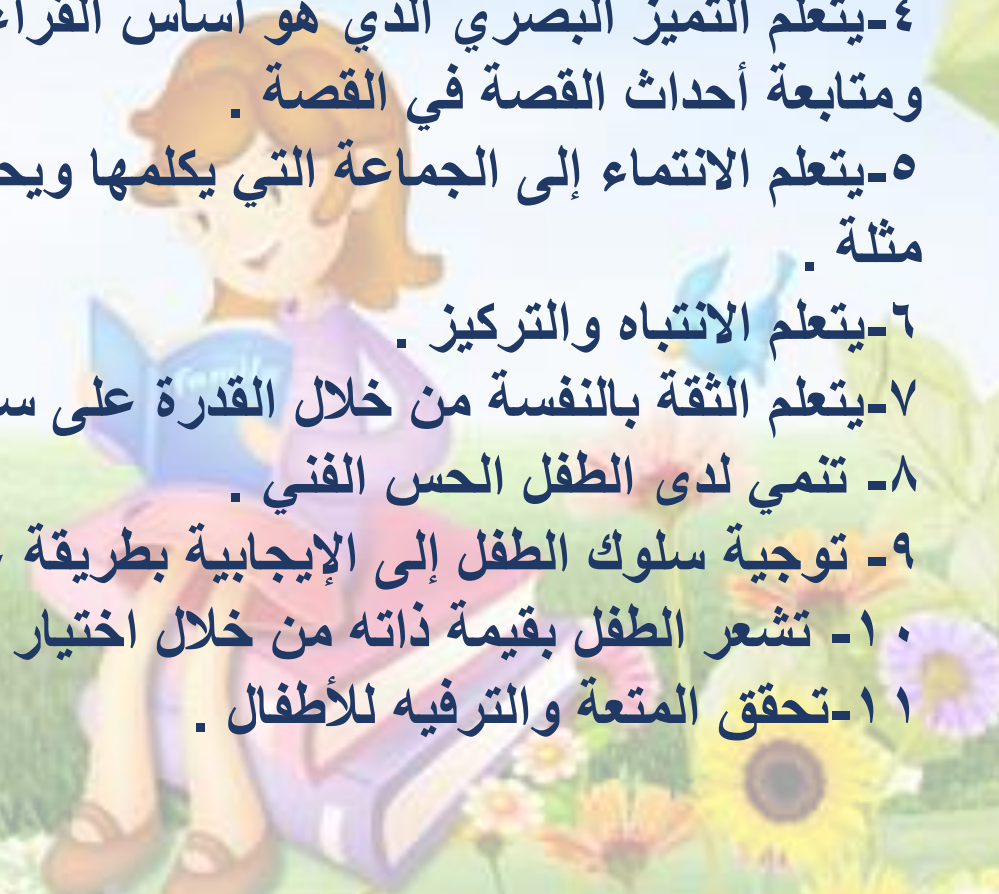 ٤-يتعلم التميز البصري الذي هو أساس
ومتابعة أحداث القصة في القصة .
٥-يتعلم الانتماء إلى الجماعة التي يكلمها
مثلة .
٦-يتعلم الانتباه والتركيز .
٧-يتعلم الثقة بالنفسة من خلال القدرة على
٨- تنمي لدى الطفل الحس الفني .
٩- توجية سلوك الطفل إلى الإيجابية بطريقة
١٠- تشعر الطفل بقيمة ذاته من خلال اختيار
١١-تحقق المتعة والترفيه للأطفال .